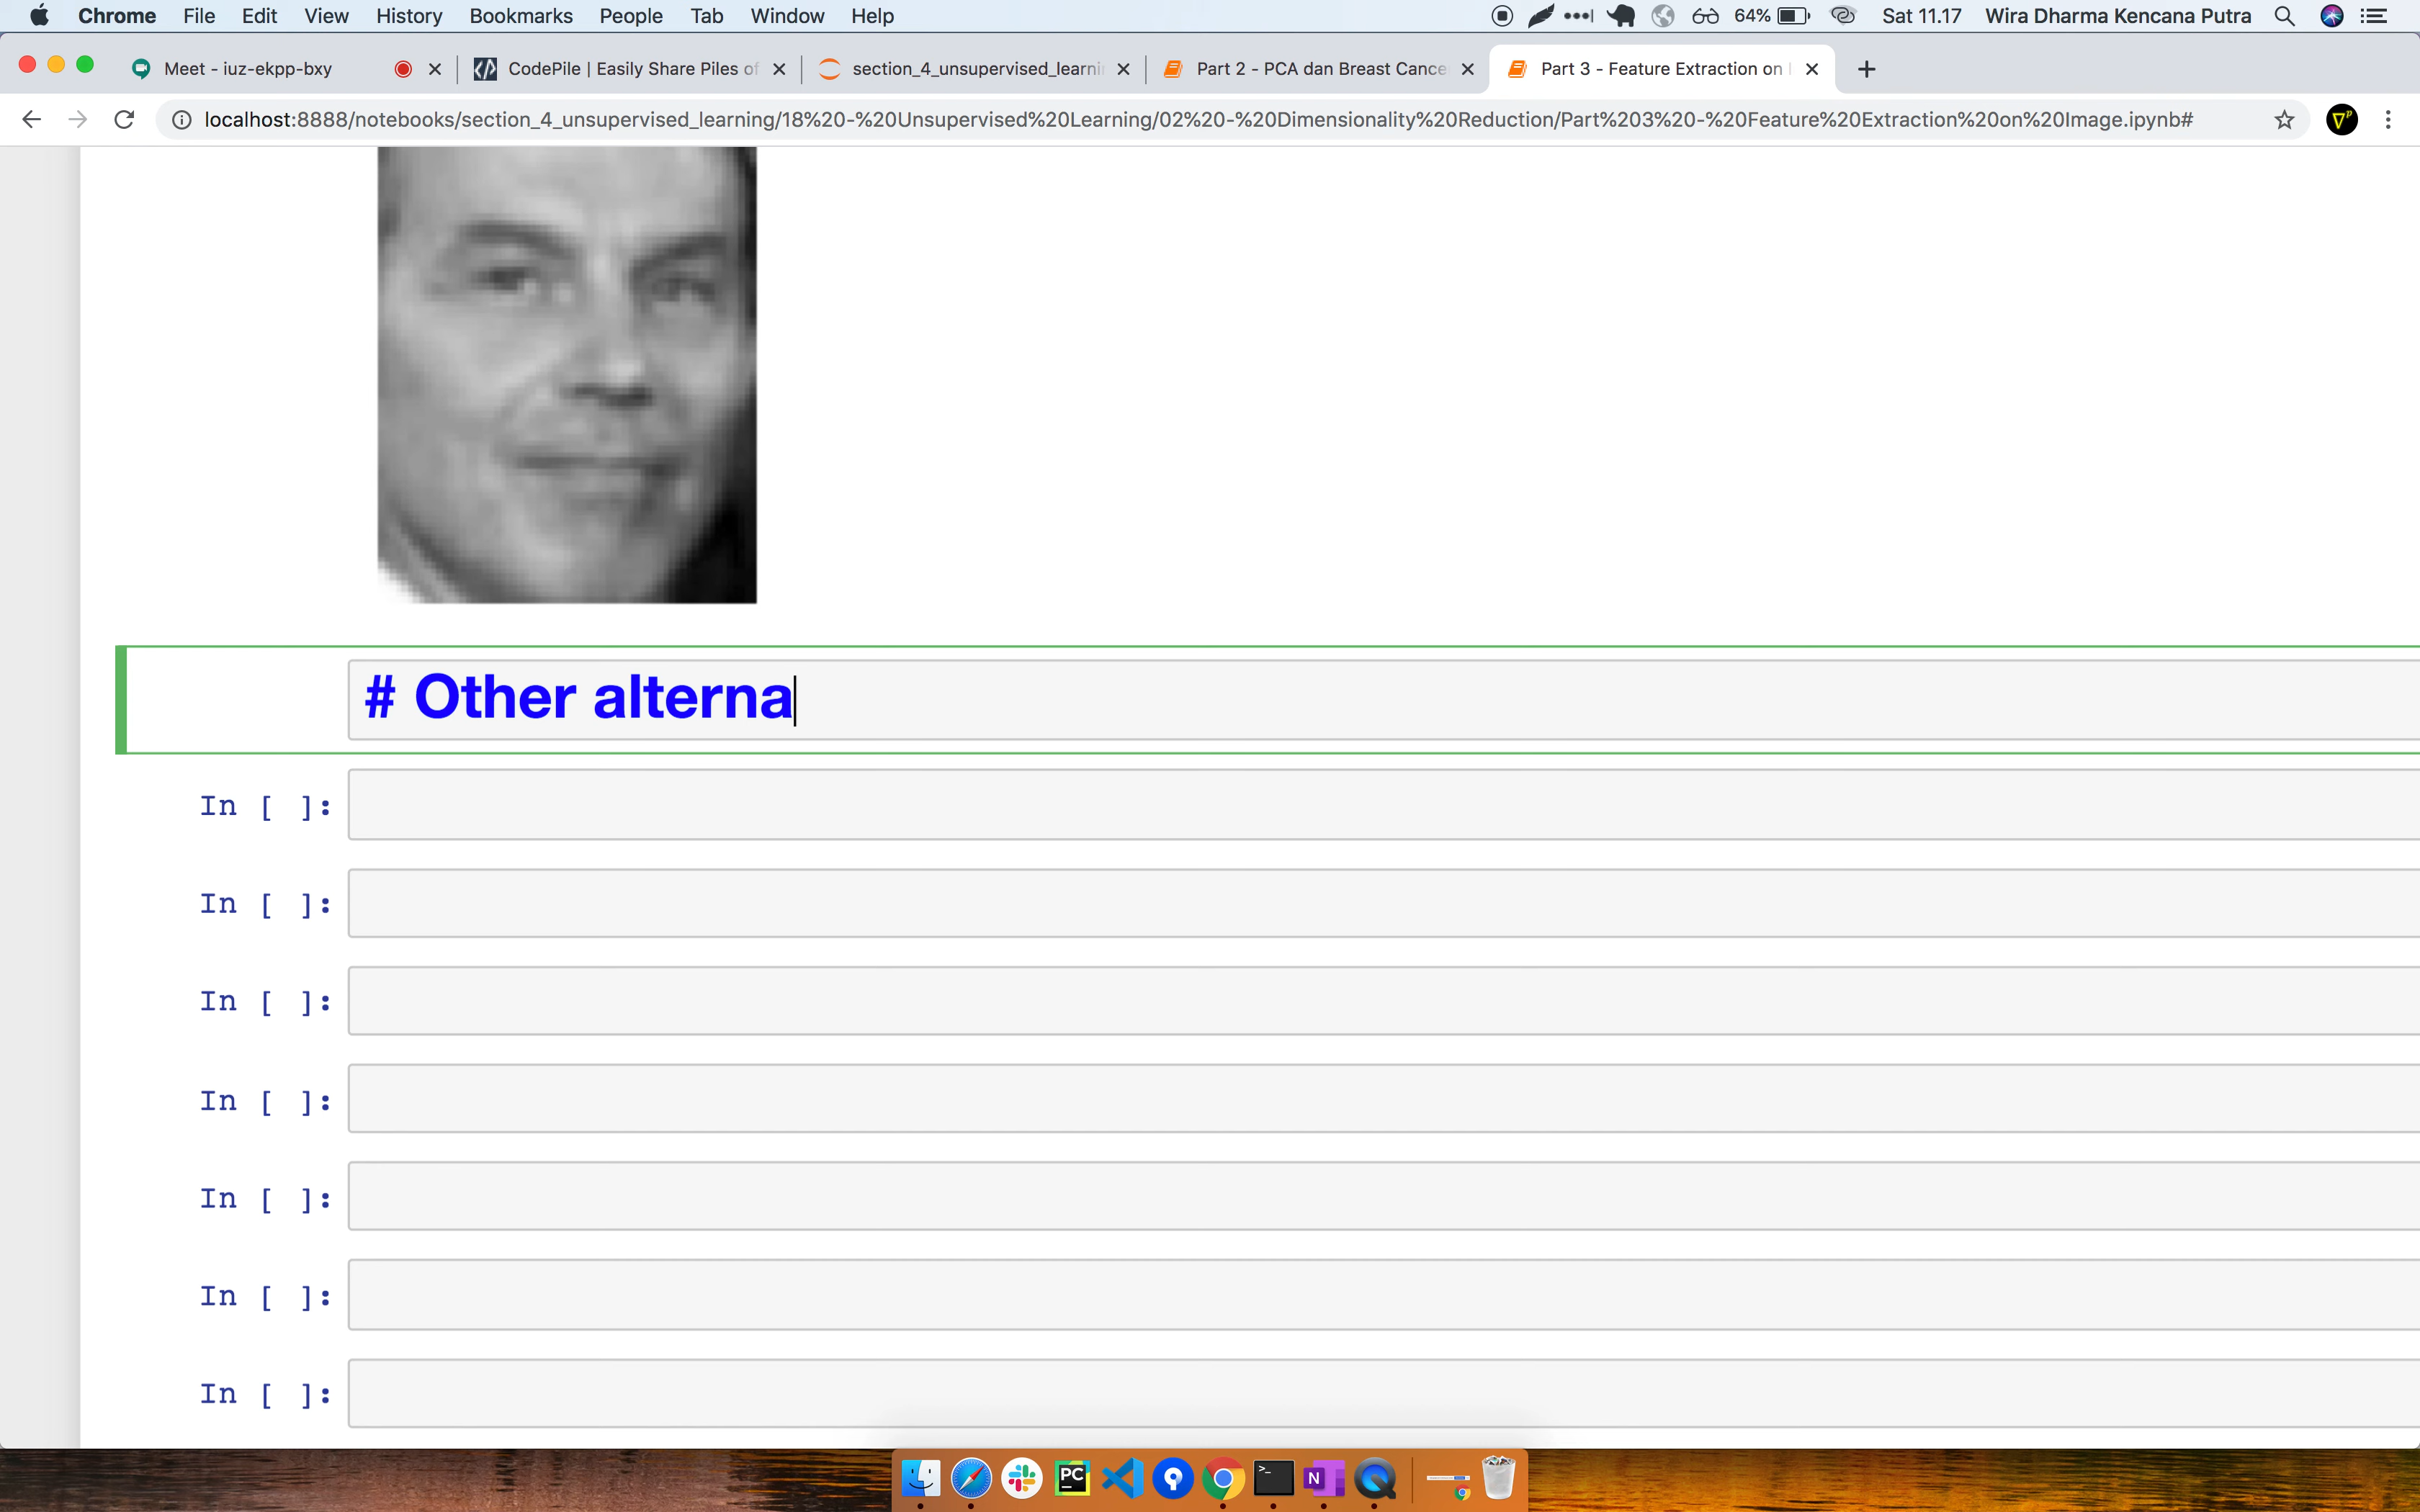 Chrome File Edit View History Bookmarks People Tab Window Help 64% Sat 11.17 Wira Dharma Kencana Putra
Meet - iuz-ekpp-bxy CodePile | Easily Share Piles of section_4_unsupervised_learni Part 2 - PCA dan Breast Cance Part 3 - Feature Extraction on
localhost:8888/notebooks/section_4_unsupervised_learning/18%20-%20Unsupervised%20Learning/02%20-%20Dimensionality%20Reduction/Part%203%20-%20Feature%20Extraction%20on%20Image.ipynb#
# Other alterna
In [ ]:
In [ ]:
In [ ]:
In [ ]:
In [ ]:
In [ ]:
In [ ]:
PC >_ N